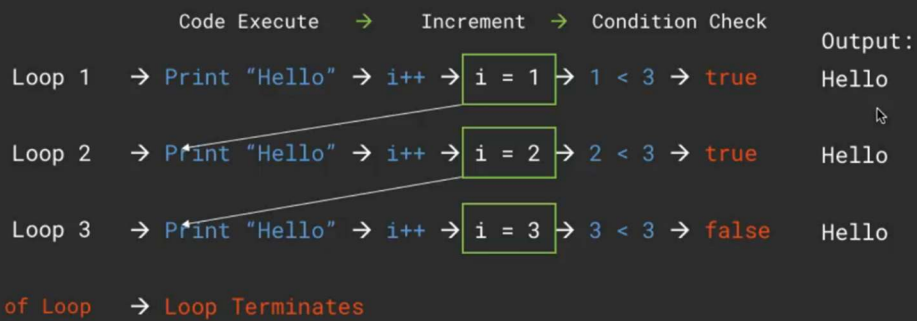 Code Execute → Increment → Condition Check
Output:
Loop 1 → Print “Hello” → i++ → i = 1 → 1 < 3 → true Hello
Loop 2 → Print “Hello” → i++ → i = 2 → 2 < 3 → true Hello
Loop 3 → Print “Hello” → i++ → i = 3 → 3 < 3 → false Hello
of Loop → Loop Terminates